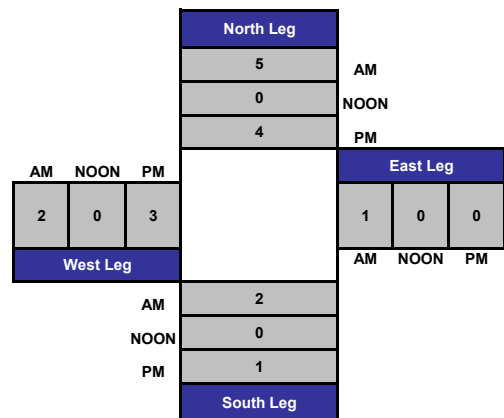 North Leg
5 AM
0 NOON
4 PM
AM NOON PM
East Leg
2 0 3
1 0 0
West Leg
AM NOON PM
AM 2
NOON 0
PM 1
South Leg